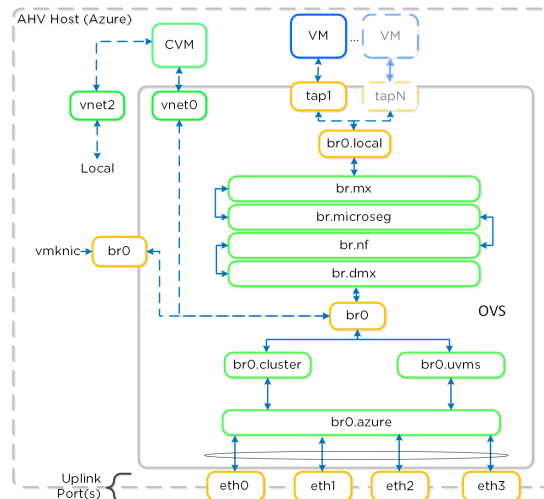 AHV Host (Azure)
CVM
VM
...
VM
vnet2
vnet0
tap1
tapN
br0.local
Local
br.mx
br.microseg
br.nf
br.dmx
vmknic
br0
br0
OVS
br0.cluster
br0.uvms
br0.azure
Uplink
Port(s)
eth0
eth1
eth2
eth3